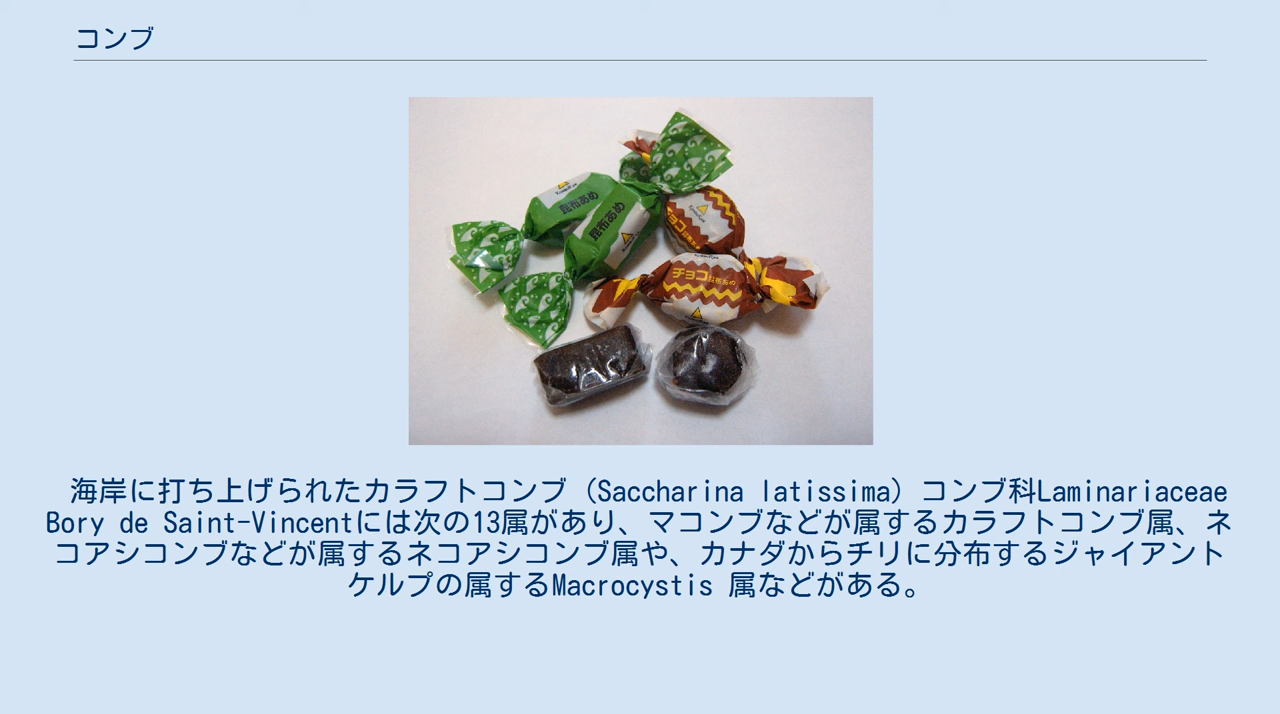 コンブ
昆布あめ
昆布あめ
チョコ
チョコ昆布あめ
海岸に打ち上げられたカラフトコンブ（Saccharina latissima）コンブ科Laminariaceae
Bory de Saint-Vincentには次の13属があり、マコンブなどが属するカラフトコンブ属、ネ
コアシコンブなどが属するネコアシコンブ属や、カナダからチリに分布するジャイアント
ケルプの属するMacrocystis 属などがある。